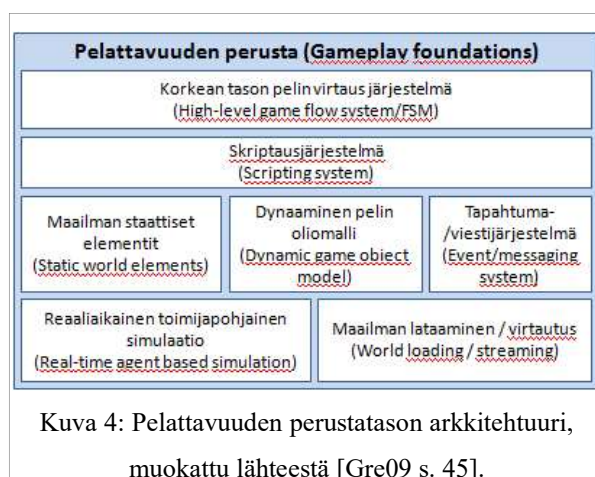 Pelattavuuden perusta (Gameplay foundations)
Korkean tason pelin virtaus järjestelmä
(High-level game flow system/FSM)
Skriptausjärjestelmä
(Scripting system)
Maailman staattiset
elementit
(Static world elements)
Dynaaminen pelin
oliomalli
(Dynamic game object
model)
Tapahtuma-
/viestijärjestelmä
(Event/messaging
system)
Reaaliaikainen toimijapohjainen
simulaatio
(Real-time agent based simulation)
Maailman lataaminen / virtautus
(World loading / streaming)
Kuva 4: Pelattavuuden perustatason arkkitehtuuri,
muokattu lähteestä [Gre09 s. 45].